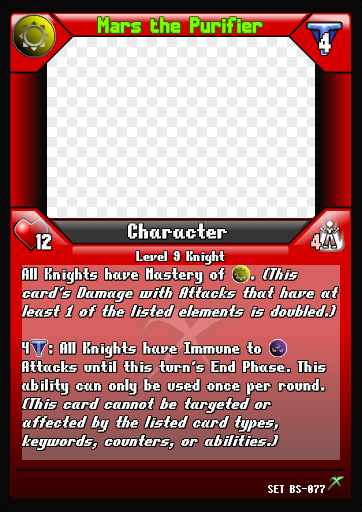 Mars the Purifier
4
Character
12
4
Level 9 Knight
All Knights have Mastery of . (This
card's Damage with Attacks that have at
least 1 of the listed elements is doubled.)
4 : All Knights have Immune to
Attacks until this turn's End Phase. This
ability can only be used once per round.
(This card cannot be targeted or
affected by the listed card types,
keywords, counters, or abilities.)
SET BS-077